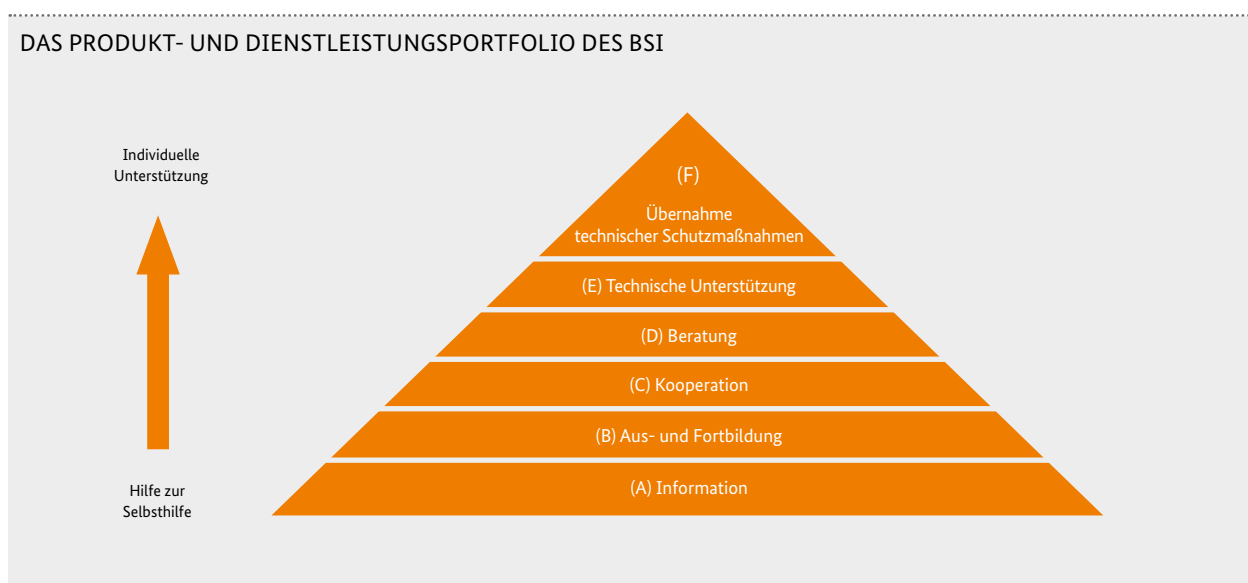 DAS PRODUKT- UND DIENSTLEISTUNGSPORTFOLIO DES BSI
Individuelle
Unterstützung
(F)
Übernahme
technischer Schutzmaßnahmen
(E) Technische Unterstützung
(D) Beratung
(C) Kooperation
(B) Aus- und Fortbildung
(A) Information
Hilfe zur
Selbsthilfe